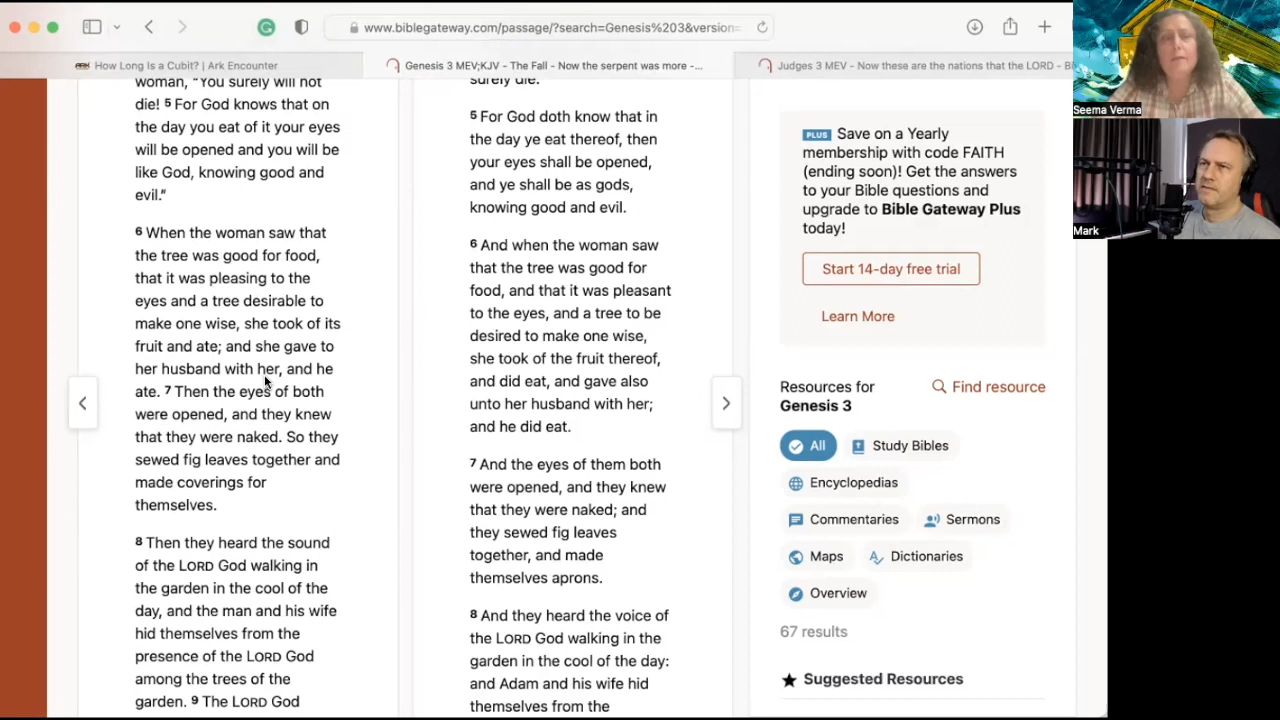 www.biblegateway.com/passage/?search=Genesis%203&version=
How Long Is a Cubit? | Ark Encounter
Genesis 3 MEV;KJV - The Fall - Now the serpent was more -...
Judges 3 MEV - Now these are the nations that the LORD - B
woman, "You surely will not
die! 5 For God knows that on
the day you eat of it your eyes
will be opened and you will be
like God, knowing good and
evil."
6 When the woman saw that
the tree was good for food,
that it was pleasing to the
eyes and a tree desirable to
make one wise, she took of its
fruit and ate; and she gave to
her husband with her, and he
ate. 7 Then the eyes of both
were opened, and they knew
that they were naked. So they
sewed fig leaves together and
made coverings for
themselves.
8 Then they heard the sound
of the LORD God walking in
the garden in the cool of the
day, and the man and his wife
hid themselves from the
presence of the LORD God
among the trees of the
garden. 9 The LORD God
surely die.
5 For God doth know that in
the day ye eat thereof, then
your eyes shall be opened,
and ye shall be as gods,
knowing good and evil.
6 And when the woman saw
that the tree was good for
food, and that it was pleasant
to the eyes, and a tree to be
desired to make one wise,
she took of the fruit thereof,
and did eat, and gave also
unto her husband with her;
and he did eat.
7 And the eyes of them both
were opened, and they knew
that they were naked; and
they sewed fig leaves
together, and made
themselves aprons.
8 And they heard the voice of
the LORD God walking in the
garden in the cool of the day:
and Adam and his wife hid
themselves from the
PLUS Save on a Yearly
membership with code FAITH
(ending soon)! Get the answers
to your Bible questions and
upgrade to Bible Gateway Plus
today!
Start 14-day free trial
Learn More
Resources for
Genesis 3
Find resource
All
Study Bibles
Encyclopedias
Commentaries
Sermons
Maps
Dictionaries
Overview
67 results
Suggested Resources
Seema Verma
Mark